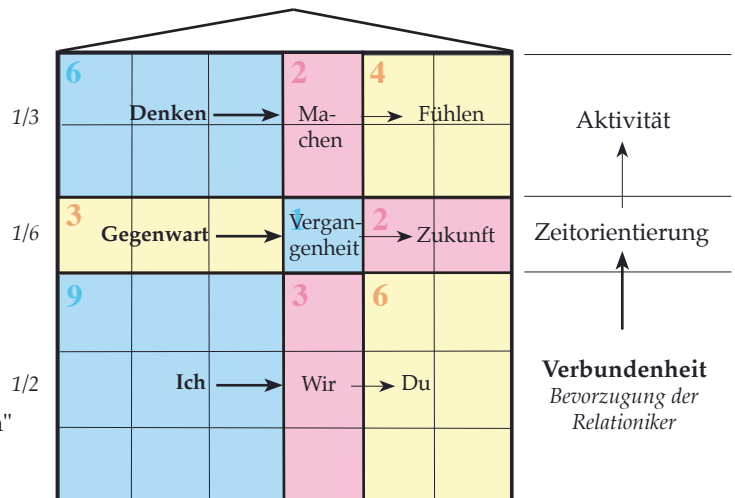 6 2 4
1/3 Denken Ma- Fühlen Aktivität
chen
3 1 2
1/6 Gegenwart Vergan- Zukunft Zeitorientierung
genheit
9 3 6
1/2 Ich Wir Du Verbundenheit
Bevorzugung der
" Relationiker